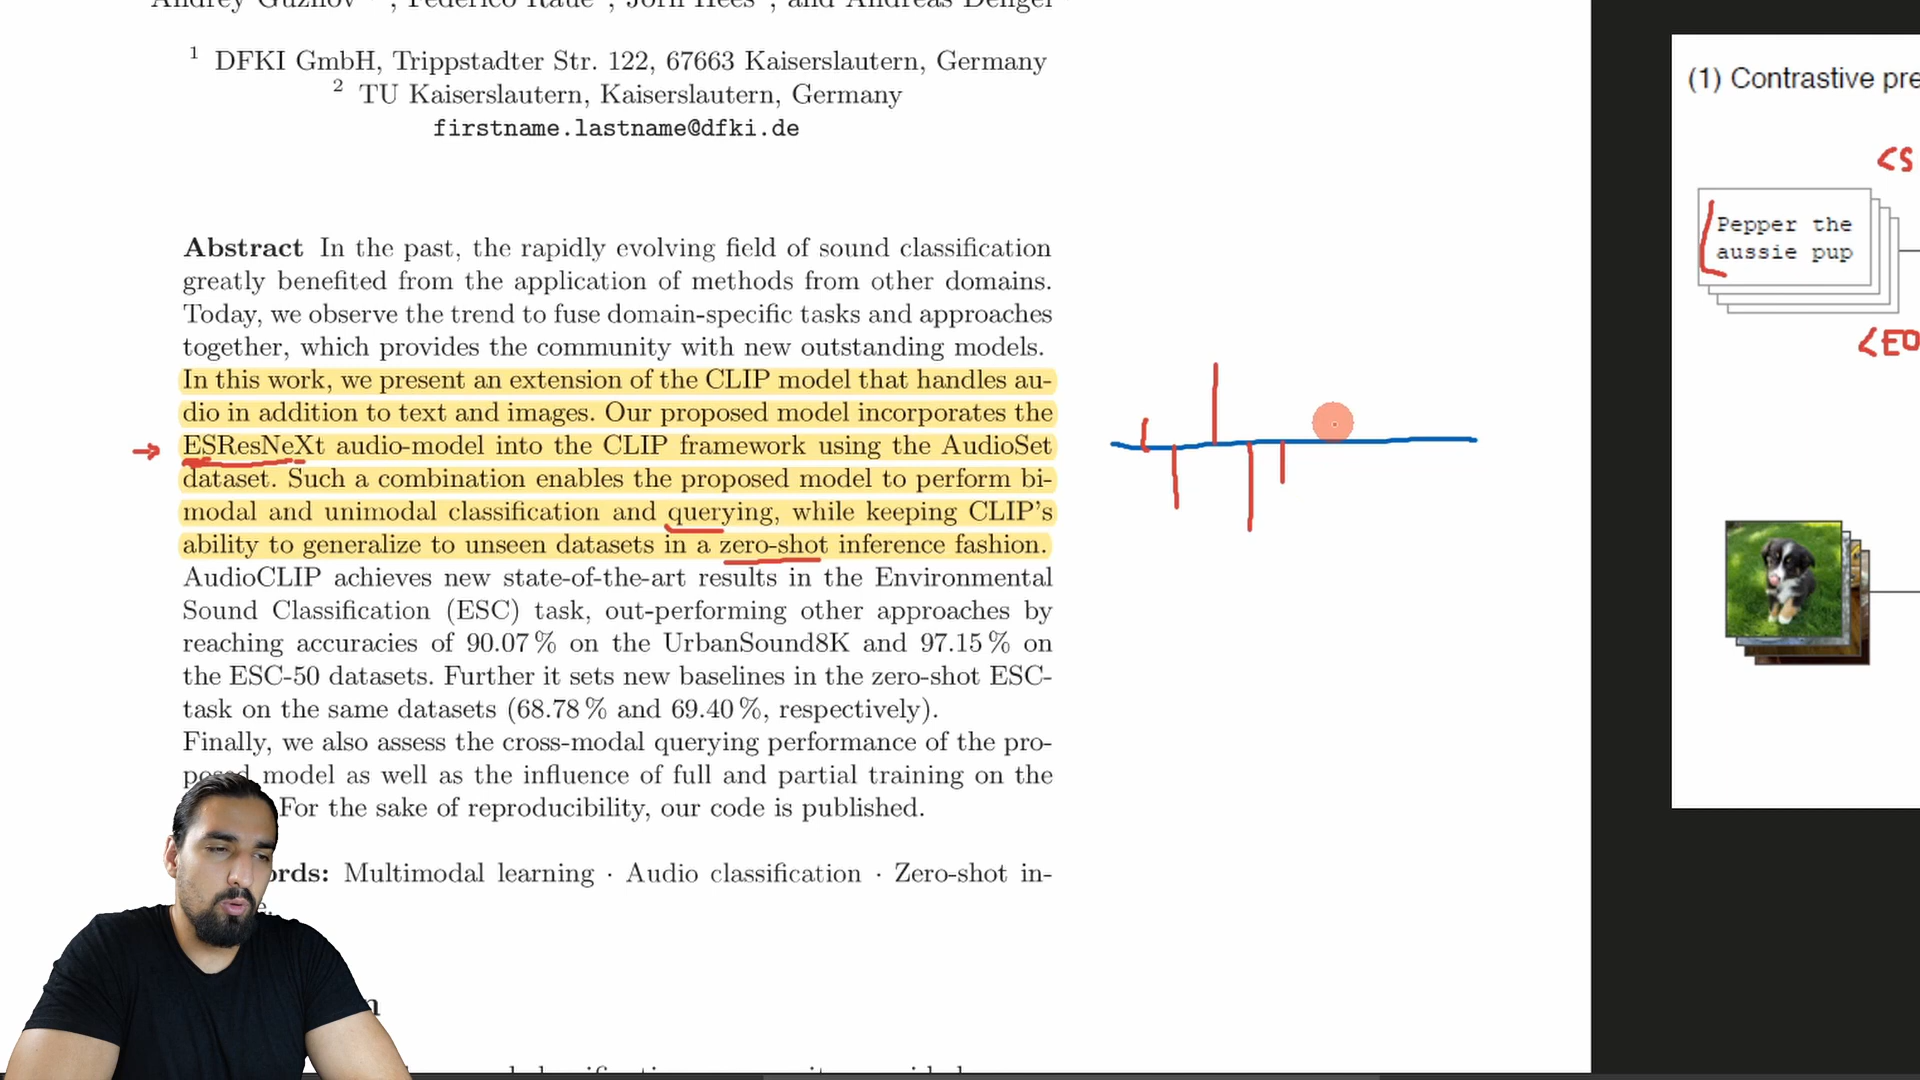 1 DFKI GmbH, Trippstadter Str. 122, 67663 Kaiserslautern, Germany
2 TU Kaiserslautern, Kaiserslautern, Germany
firstname.lastname@dfki.de
Abstract In the past, the rapidly evolving field of sound classification
greatly benefited from the application of methods from other domains.
Today, we observe the trend to fuse domain-specific tasks and approaches
together, which provides the community with new outstanding models.
In this work, we present an extension of the CLIP model that handles au-
dio in addition to text and images. Our proposed model incorporates the
ESResNeXt audio-model into the CLIP framework using the AudioSet
dataset. Such a combination enables the proposed model to perform bi-
modal and unimodal classification and querying, while keeping CLIP's
ability to generalize to unseen datasets in a zero-shot inference fashion.
AudioCLIP achieves new state-of-the-art results in the Environmental
Sound Classification (ESC) task, out-performing other approaches by
reaching accuracies of 90.07 % on the UrbanSound8K and 97.15 % on
the ESC-50 datasets. Further it sets new baselines in the zero-shot ESC-
task on the same datasets (68.78 % and 69.40 %, respectively).
Finally, we also assess the cross-modal querying performance of the pro-
posed model as well as the influence of full and partial training on the
For the sake of reproducibility, our code is published.
ords: Multimodal learning · Audio classification · Zero-shot in-
(1) Contrastive pre
<S
Pepper the
aussie pup
<EO